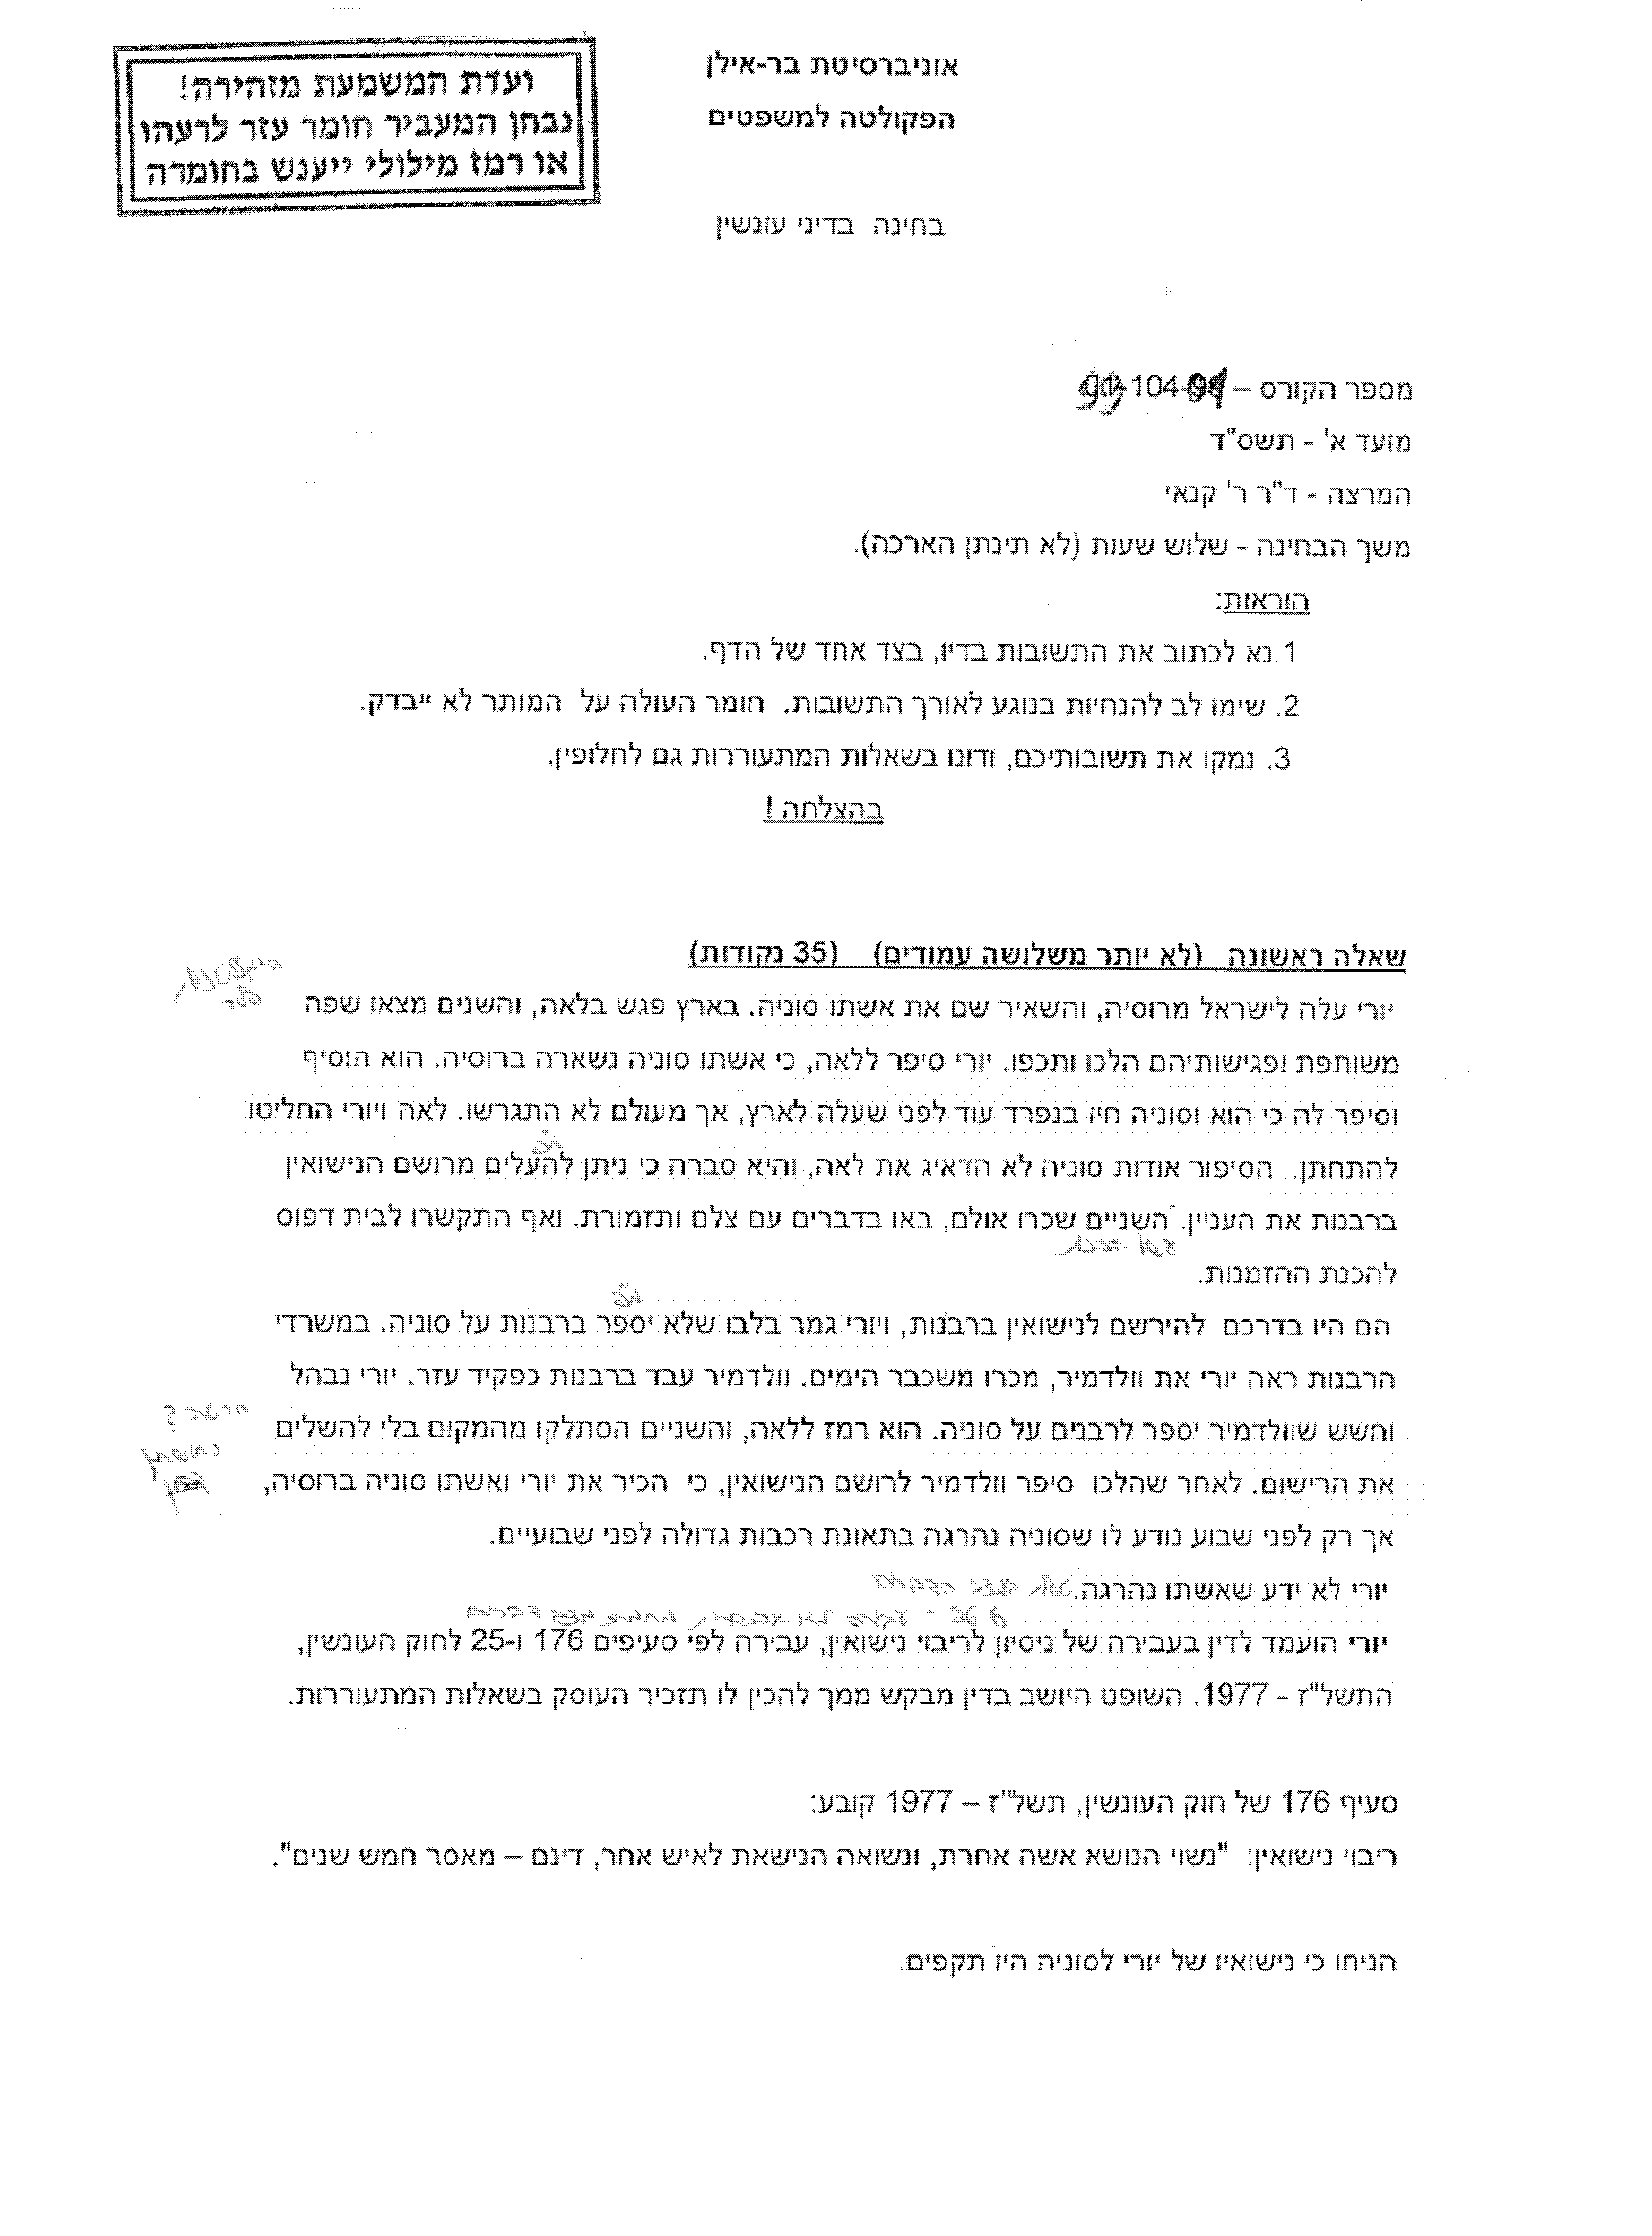 ועדת המשמעת מזהירה!
נבחן המעביר חומר עזר לרעהו
או רמז מילולי ייענש בחומרה
אוניברסיטת בר-אילן
הפקולטה למשפטים
בחינה בדיני עונשין
מספר הקורס – 104-
מועד א' - תשס"ד
המרצה - ד"ר ר' קנאי
משך הבחינה - שלוש שעות (לא תינתן הארכה).
הוראות:
1.נא לכתוב את התשובות בדיו, בצד אחד של הדף.
2. שימו לב להנחיות בנוגע לאורך התשובות. חומר העולה על המותר לא ייבדק.
3. נמקו את תשובותיכם, ודונו בשאלות המתעוררות גם לחלופין.
בהצלחה !
שאלה ראשונה (לא יותר משלושה עמודים) (35 נקודות)
יורי עלה לישראל מרוסיה, והשאיר שם את אשתו סוניה. בארץ פגש בלאה, והשנים מצאו שפה
משותפת ופגישותיהם הלכו ותכפו. יורי סיפר ללאה, כי אשתו סוניה נשארה ברוסיה. הוא הוסיף
וסיפר לה כי הוא וסוניה חיו בנפרד עוד לפני שעלה לארץ, אך מעולם לא התגרשו. לאה ויורי החליטו
להתחתן. הסיפור אודות סוניה לא הדאיג את לאה, והיא סברה כי ניתן להעלים מרושם הנישואין
ברבנות את העניין. השניים שכרו אולם, באו בדברים עם צלם ותזמורת, ואף התקשרו לבית דפוס
להכנת ההזמנות.
הם היו בדרכם להירשם לנישואין ברבנות, ויורי גמר בלבו שלא יספר ברבנות על סוניה. במשרדי
הרבנות ראה יורי את וולדמיר, מכרו משכבר הימים. וולדמיר עבד ברבנות כפקיד עזר. יורי נבהל
וחשש שוולדמיר יספר לרבנים על סוניה. הוא רמז ללאה, והשניים הסתלקו מהמקום בלי להשלים
את הרישום. לאחר שהלכו סיפר וולדמיר לרושם הנישואין, כי הכיר את יורי ואשתו סוניה ברוסיה,
אך רק לפני שבוע נודע לו שסוניה נהרגה בתאונת רכבות גדולה לפני שבועיים.
יורי לא ידע שאשתו נהרגה.
יורי הועמד לדין בעבירה של ניסיון לריבוי נישואין, עבירה לפי סעיפים 176 ו-25 לחוק העונשין,
התשל"ז - 1977. השופט היושב בדין מבקש ממך להכין לו תזכיר העוסק בשאלות המתעוררות.
סעיף 176 של חוק העונשין, תשל"ז – 1977 קובע:
ריבוי נישואין: "נשוי הנושא אשה אחרת, ונשואה הנישאת לאיש אחר, דינם – מאסר חמש שנים".
הניחו כי נישואיו של יורי לסוניה היו תקפים.